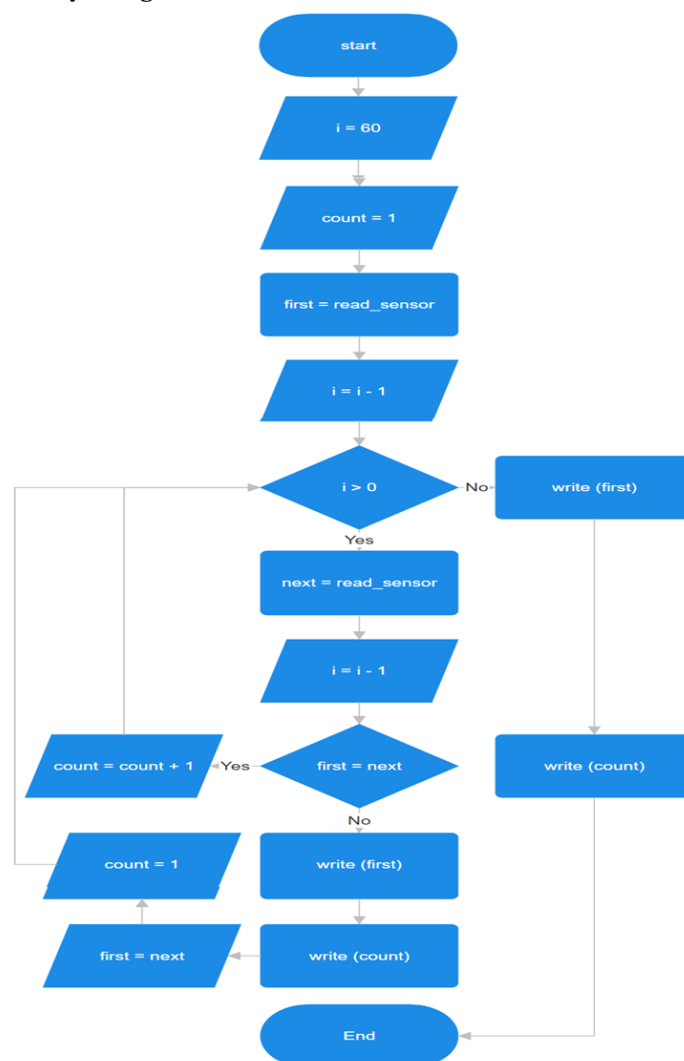 start
i = 60
count = 1
first = read_sensor
i = i - 1
i > 0
No
write (first)
Yes
next = read_sensor
i = i - 1
count = count + 1
Yes
first = next
write (count)
No
count = 1
write (first)
first = next
write (count)
End